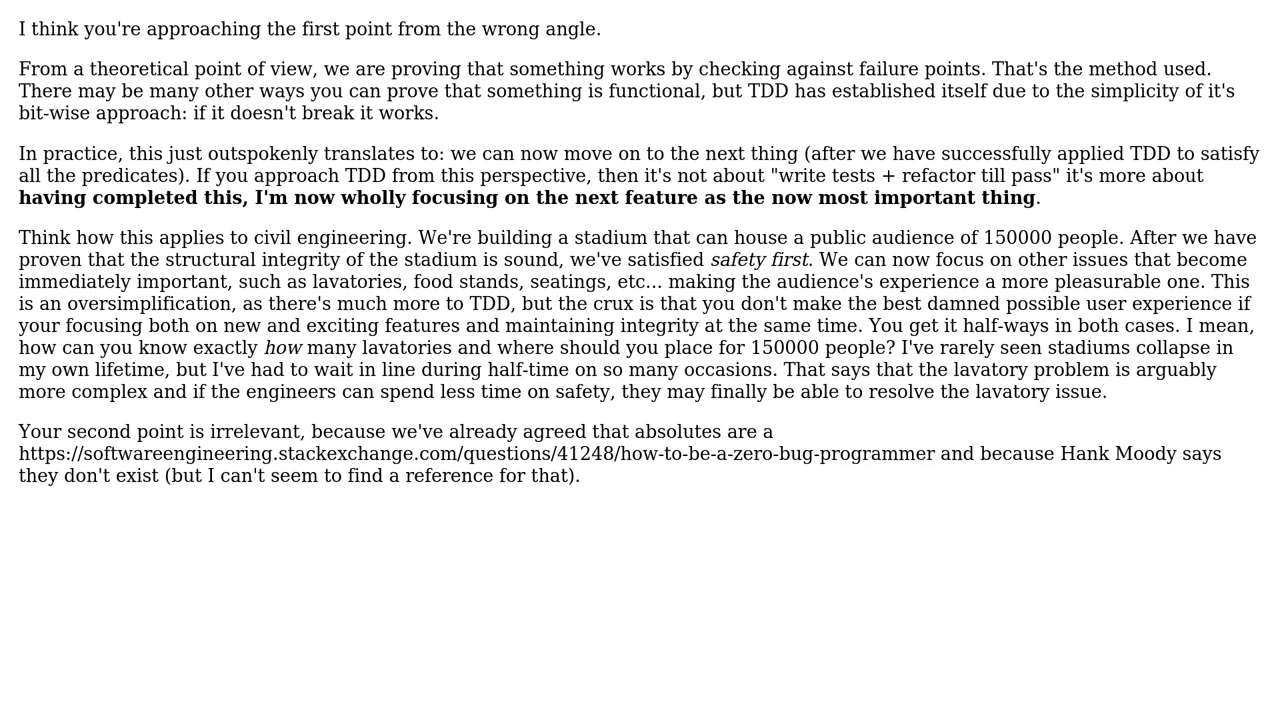 I think you're approaching the first point from the wrong angle.
From a theoretical point of view, we are proving that something works by checking against failure points. That's the method used.
There may be many other ways you can prove that something is functional, but TDD has established itself due to the simplicity of it's
bit-wise approach: if it doesn't break it works.
In practice, this just outspokenly translates to: we can now move on to the next thing (after we have successfully applied TDD to satisfy
all the predicates). If you approach TDD from this perspective, then it's not about "write tests + refactor till pass" it's more about
having completed this, I'm now wholly focusing on the next feature as the now most important thing.
Think how this applies to civil engineering. We're building a stadium that can house a public audience of 150000 people. After we have
proven that the structural integrity of the stadium is sound, we've satisfied safety first. We can now focus on other issues that become
immediately important, such as lavatories, food stands, seatings, etc... making the audience's experience a more pleasurable one. This
is an oversimplification, as there's much more to TDD, but the crux is that you don't make the best damned possible user experience if
your focusing both on new and exciting features and maintaining integrity at the same time. You get it half-ways in both cases. I mean,
how can you know exactly how many lavatories and where should you place for 150000 people? I've rarely seen stadiums collapse in
my own lifetime, but I've had to wait in line during half-time on so many occasions. That says that the lavatory problem is arguably
more complex and if the engineers can spend less time on safety, they may finally be able to resolve the lavatory issue.
Your second point is irrelevant, because we've already agreed that absolutes are a
https://softwareengineering.stackexchange.com/questions/41248/how-to-be-a-zero-bug-programmer and because Hank Moody says
they don't exist (but I can't seem to find a reference for that).